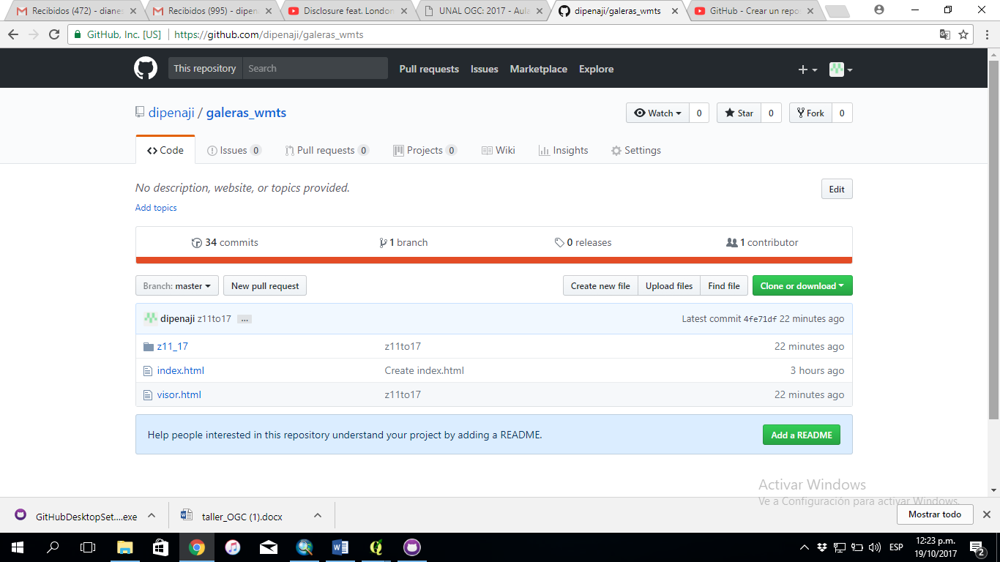 Recibidos (472) - dianes
Recibidos (995) - dipen
Disclosure feat. London
UNAL OGC: 2017 - Aula
dipenaji/galeras_wmts
GitHub - Crear un repo
GitHub, Inc. [US]
https://github.com/dipenaji/galeras_wmts
This repository
Search
Pull requests
Issues
Marketplace
Explore
dipenaji / galeras_wmts
Watch 0
Star 0
Fork 0
Code
Issues 0
Pull requests 0
Projects 0
Wiki
Insights
Settings
No description, website, or topics provided.
Edit
Add topics
34 commits
1 branch
0 releases
1 contributor
Branch: master
New pull request
Create new file
Upload files
Find file
Clone or download
dipenaji z11to17 ...
Latest commit 4fe71df 22 minutes ago
z11_17
z11to17
22 minutes ago
index.html
Create index.html
3 hours ago
visor.html
z11to17
22 minutes ago
Help people interested in this repository understand your project by adding a README.
Add a README
Activar Windows
Ve a Configuración para activar Windows.
GitHubDesktopSet....exe
taller_OGC (1).docx
Mostrar todo
ESP
12:23 p.m.
19/10/2017
2